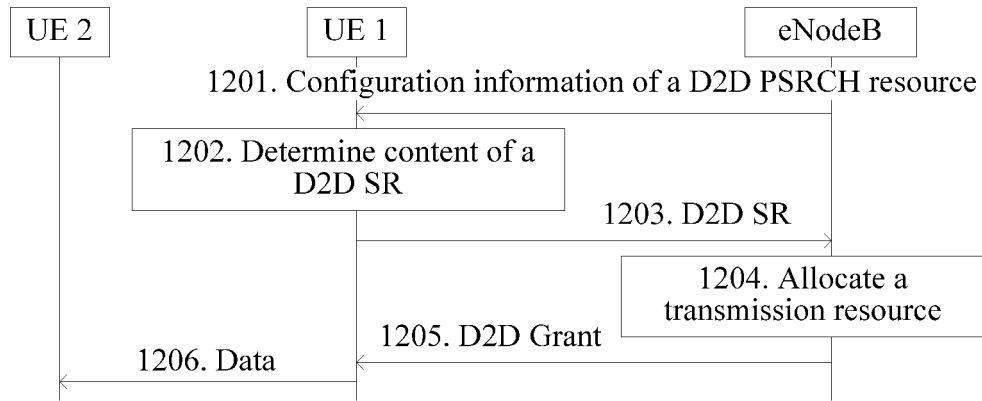 UE 2
UE 1
eNodeB
1201. Configuration information of a D2D PSRCH resource
1202. Determine content of a
D2D SR
1203. D2D SR
1204. Allocate a
transmission resource
1205. D2D Grant
1206. Data